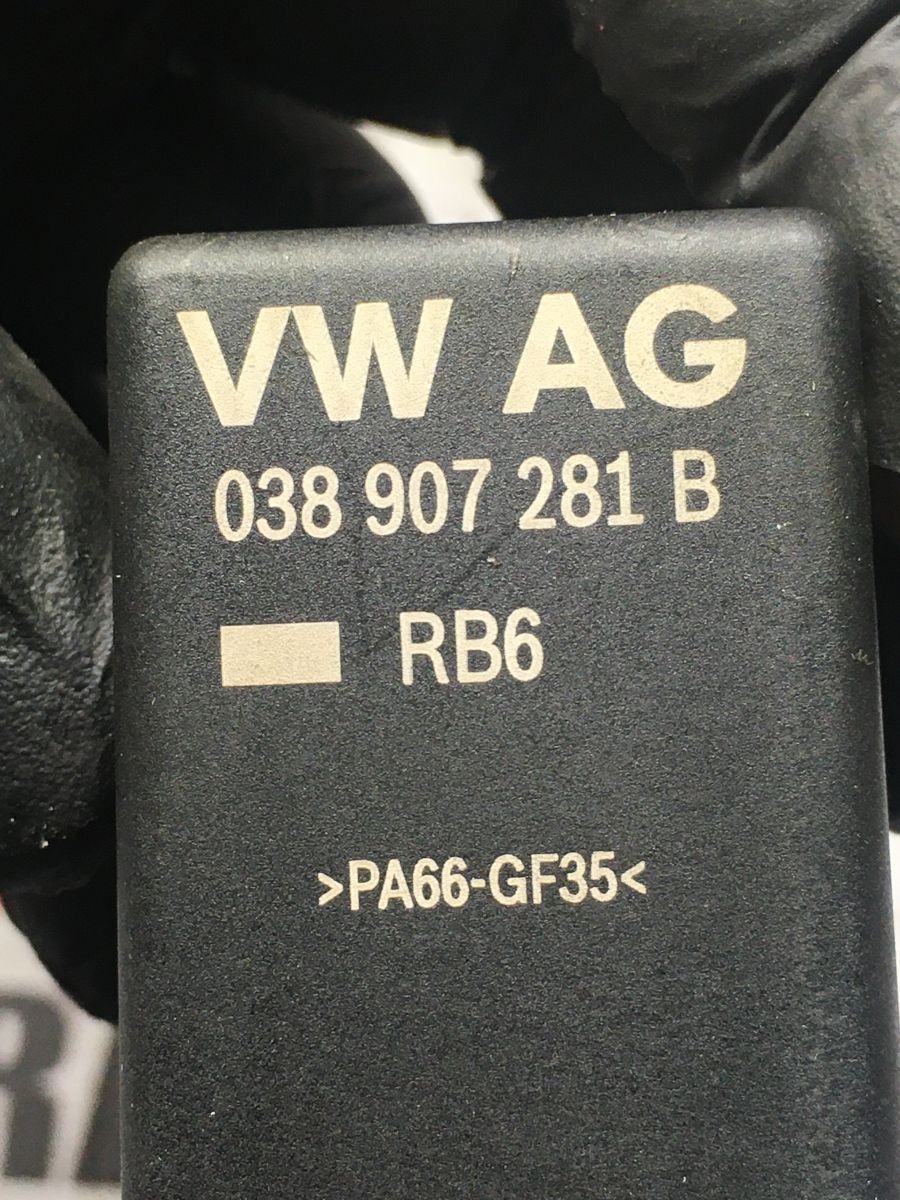 VW AG
038 907 281 B
RB6
>PA66-GF35<